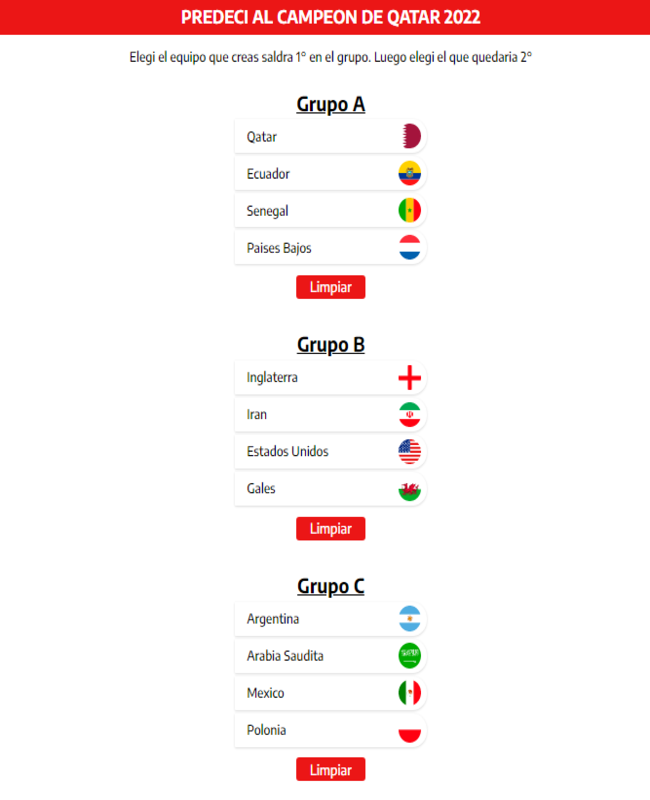 PREDECI AL CAMPEON DE QATAR 2022
Elegi el equipo que creas saldra 1° en el grupo. Luego elegi el que quedaria 2°
Grupo A
Qatar
Ecuador
Senegal
Paises Bajos
Limpiar
Grupo B
Inglaterra
Iran
Estados Unidos
Gales
Limpiar
Grupo C
Argentina
Arabia Saudita
Mexico
Polonia
Limpiar